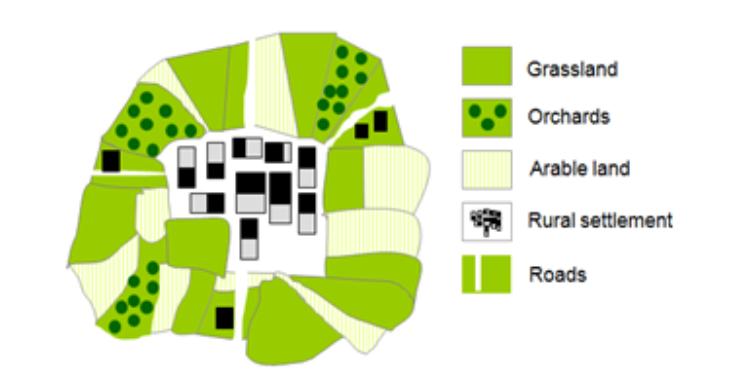 Grassland
Orchards
Arable land
Rural settlement
Roads